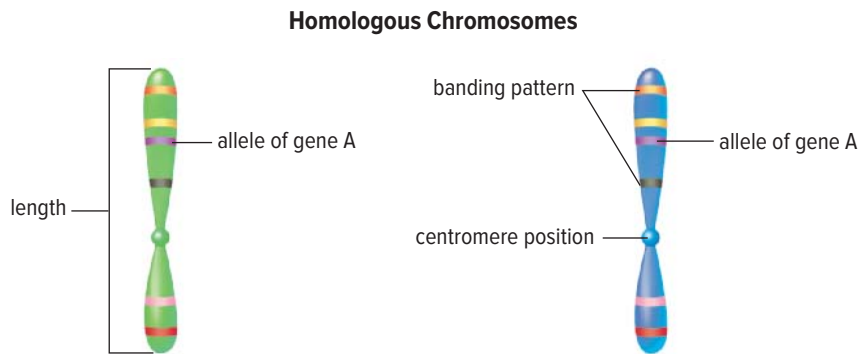 Homologous Chromosomes
banding pattern
allele of gene A
allele of gene A
length
centromere position